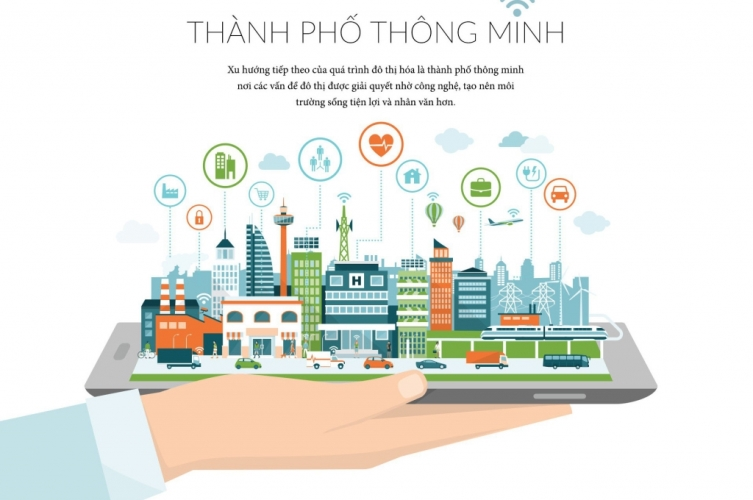 THÀNH PHỐ THÔNG MINH
Xu hướng tiếp theo của quá trình đô thị hóa là thành phố thông minh
nơi các vấn đề đô thị được giải quyết nhờ công nghệ, tạo nên môi
trường sống tiện lợi và nhân văn hơn.
H